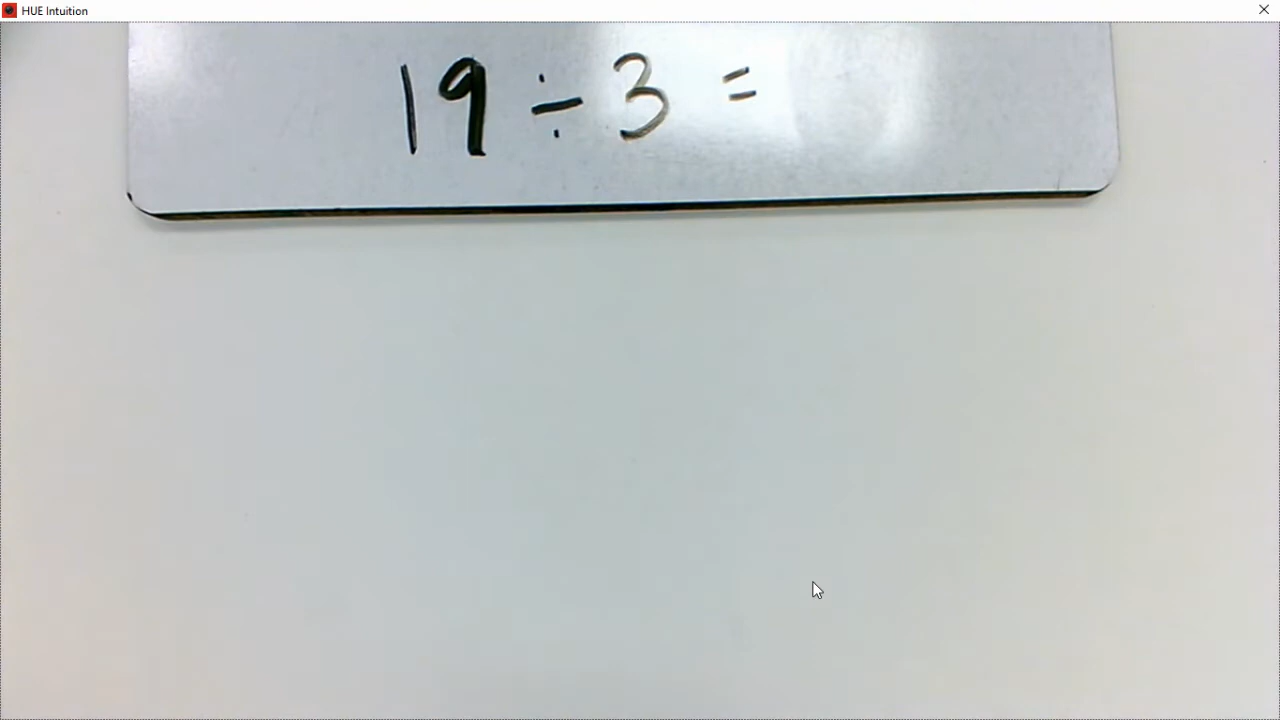 HUE Intuition
19 ÷ 3 =